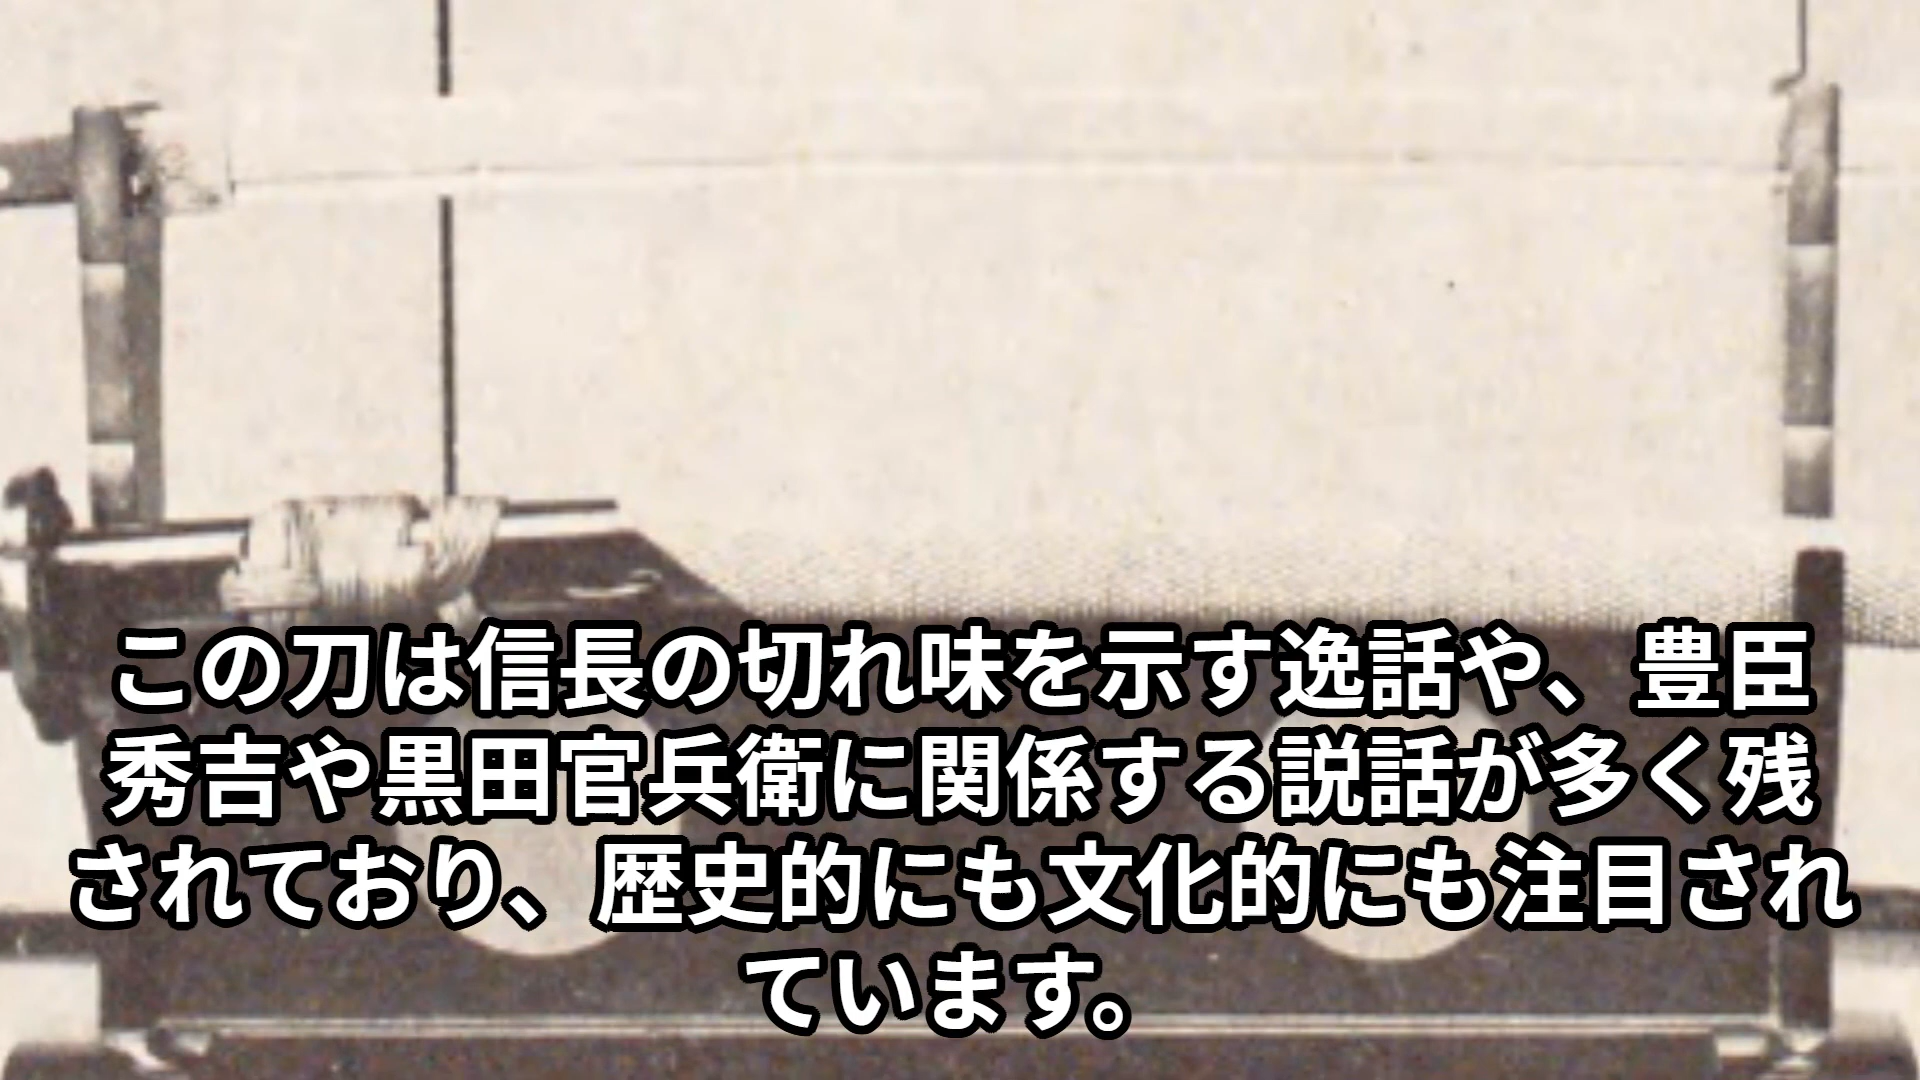 この刀は信長の切れ味を示す逸話や、豊臣
秀吉や黒田官兵衛に関係する説話が多く残
されており、歴史的にも文化的にも注目され
ています。